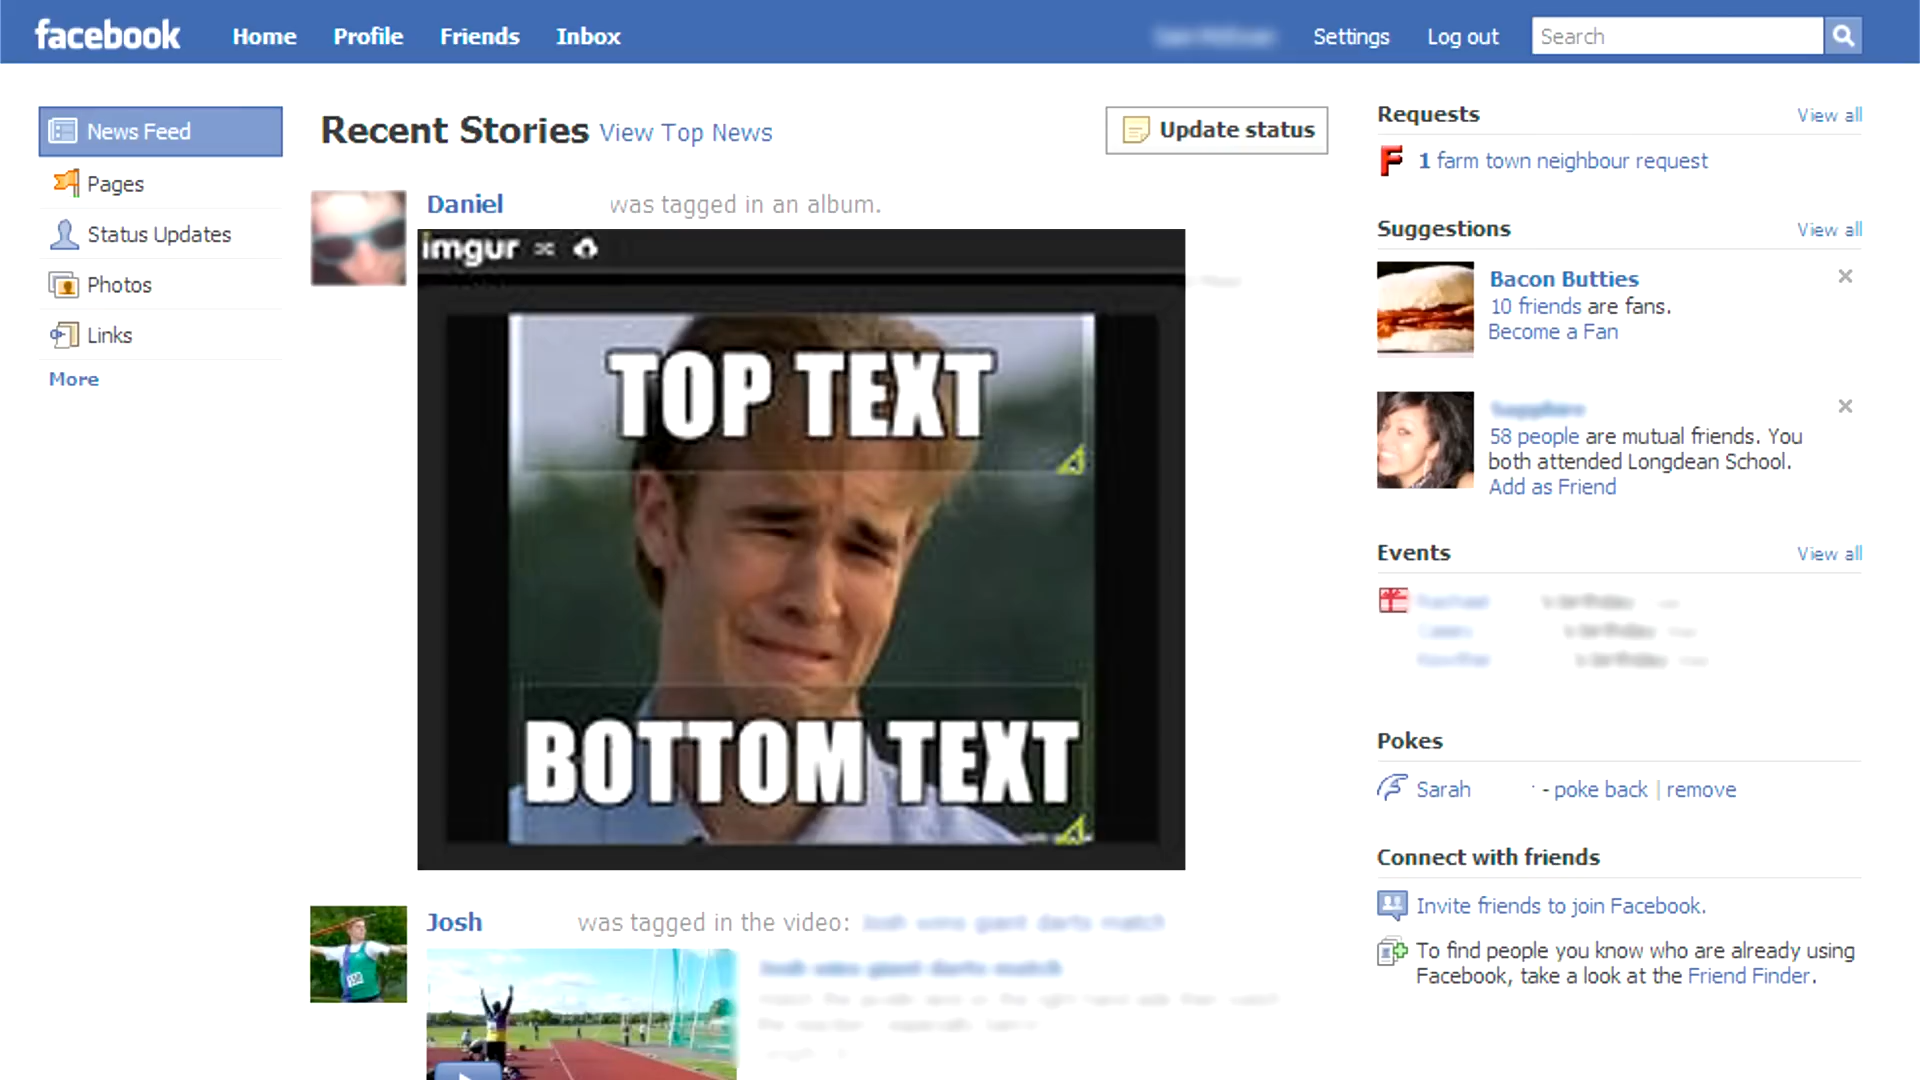 facebook
Home Profile Friends Inbox
Settings Log out Search
News Feed
Pages
Status Updates
Photos
Links
More
Recent Stories View Top News
Update status
Daniel was tagged in an album.
imgur
TOP TEXT
BOTTOM TEXT
Josh was tagged in the video:
Requests View all
1 farm town neighbour request
Suggestions View all
Bacon Butties
10 friends are fans.
Become a Fan
58 people are mutual friends. You
both attended Longdean School.
Add as Friend
Events View all
Pokes
Sarah - poke back | remove
Connect with friends
Invite friends to join Facebook.
To find people you know who are already using
Facebook, take a look at the Friend Finder.